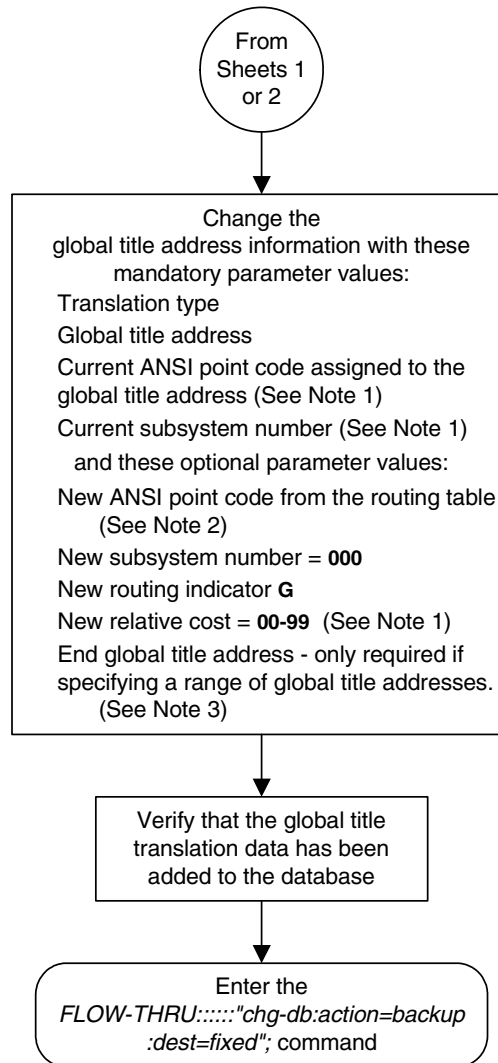 From
Sheets 1
or 2
Change the
global title address information with these
mandatory parameter values:
Translation type
Global title address
Current ANSI point code assigned to the
global title address (See Note 1)
Current subsystem number (See Note 1)
and these optional parameter values:
New ANSI point code from the routing table
(See Note 2)
New subsystem number = 000
New routing indicator G
New relative cost = 00-99 (See Note 1)
End global title address - only required if
specifying a range of global title addresses.
(See Note 3)
Verify that the global title
translation data has been
added to the database
Enter the
FLOW-THRU::::::"chg-db:action=backup
:dest=fixed"; command